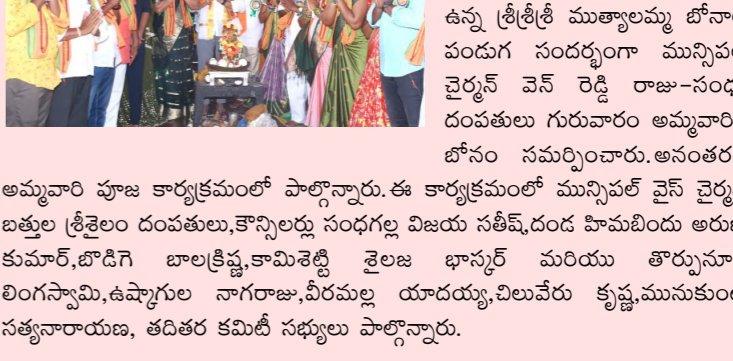 ఉన్న శ్రీశ్రీశ్రీ ముత్యాలమ్మ
పండుగ సందర్భంగా
చైర్మన్ వెన్ రెడ్డి రాజు-సంధ్య
దంపతులు గురువారం అమ్మవారి
బోనం సమర్పించారు.అనంతరం
అమ్మవారి పూజ కార్యక్రమంలో పాల్గొన్నారు.ఈ కార్యక్రమంలో మున్సిపల్ వైస్ చైర్మన్
బత్తుల శ్రీశైలం దంపతులు,కౌన్సిలర్లు సంధగల్ల విజయ సతీష్,దండ హిమబిందు అరుణ్
కుమార్,బొడిగె బాలక్రిష్ణ,కామిశెట్టి శైలజ భాస్కర్ మరియు
లింగస్వామి,ఉష్కాగుల నాగరాజు,వీరమల్ల యాదయ్య,చిలువేరు కృష్ణ,
సత్యనారాయణ, తదితర కమిటీ సభ్యులు పాల్గొన్నారు.